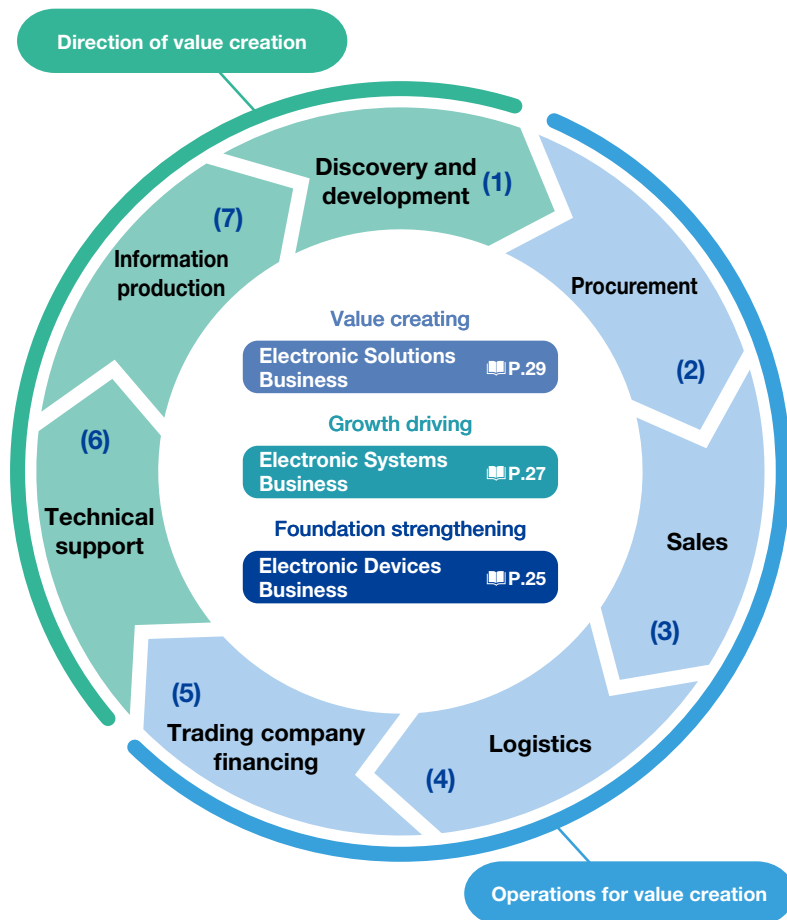 Direction of value creation
Discovery and
development
(1)
Procurement
(2)
Sales
(3)
Logistics
(4)
Trading company
financing
(5)
Technical
support
(6)
Information
production
(7)
Value creating
Electronic Solutions
Business
P.29
Growth driving
Electronic Systems
Business
P.27
Foundation strengthening
Electronic Devices
Business
P.25
Operations for value creation